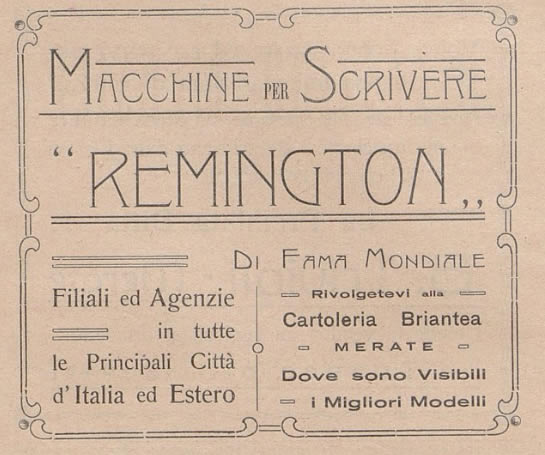 MACCHINE PER SCRIVERE
“REMINGTON„
DI FAMA MONDIALE
Filiali ed Agenzie
in tutte
le Principali Città
d'Italia ed Estero
Rivolgetevi alla
Cartoleria Briantea
MERATE
Dove sono Visibili
i Migliori Modelli